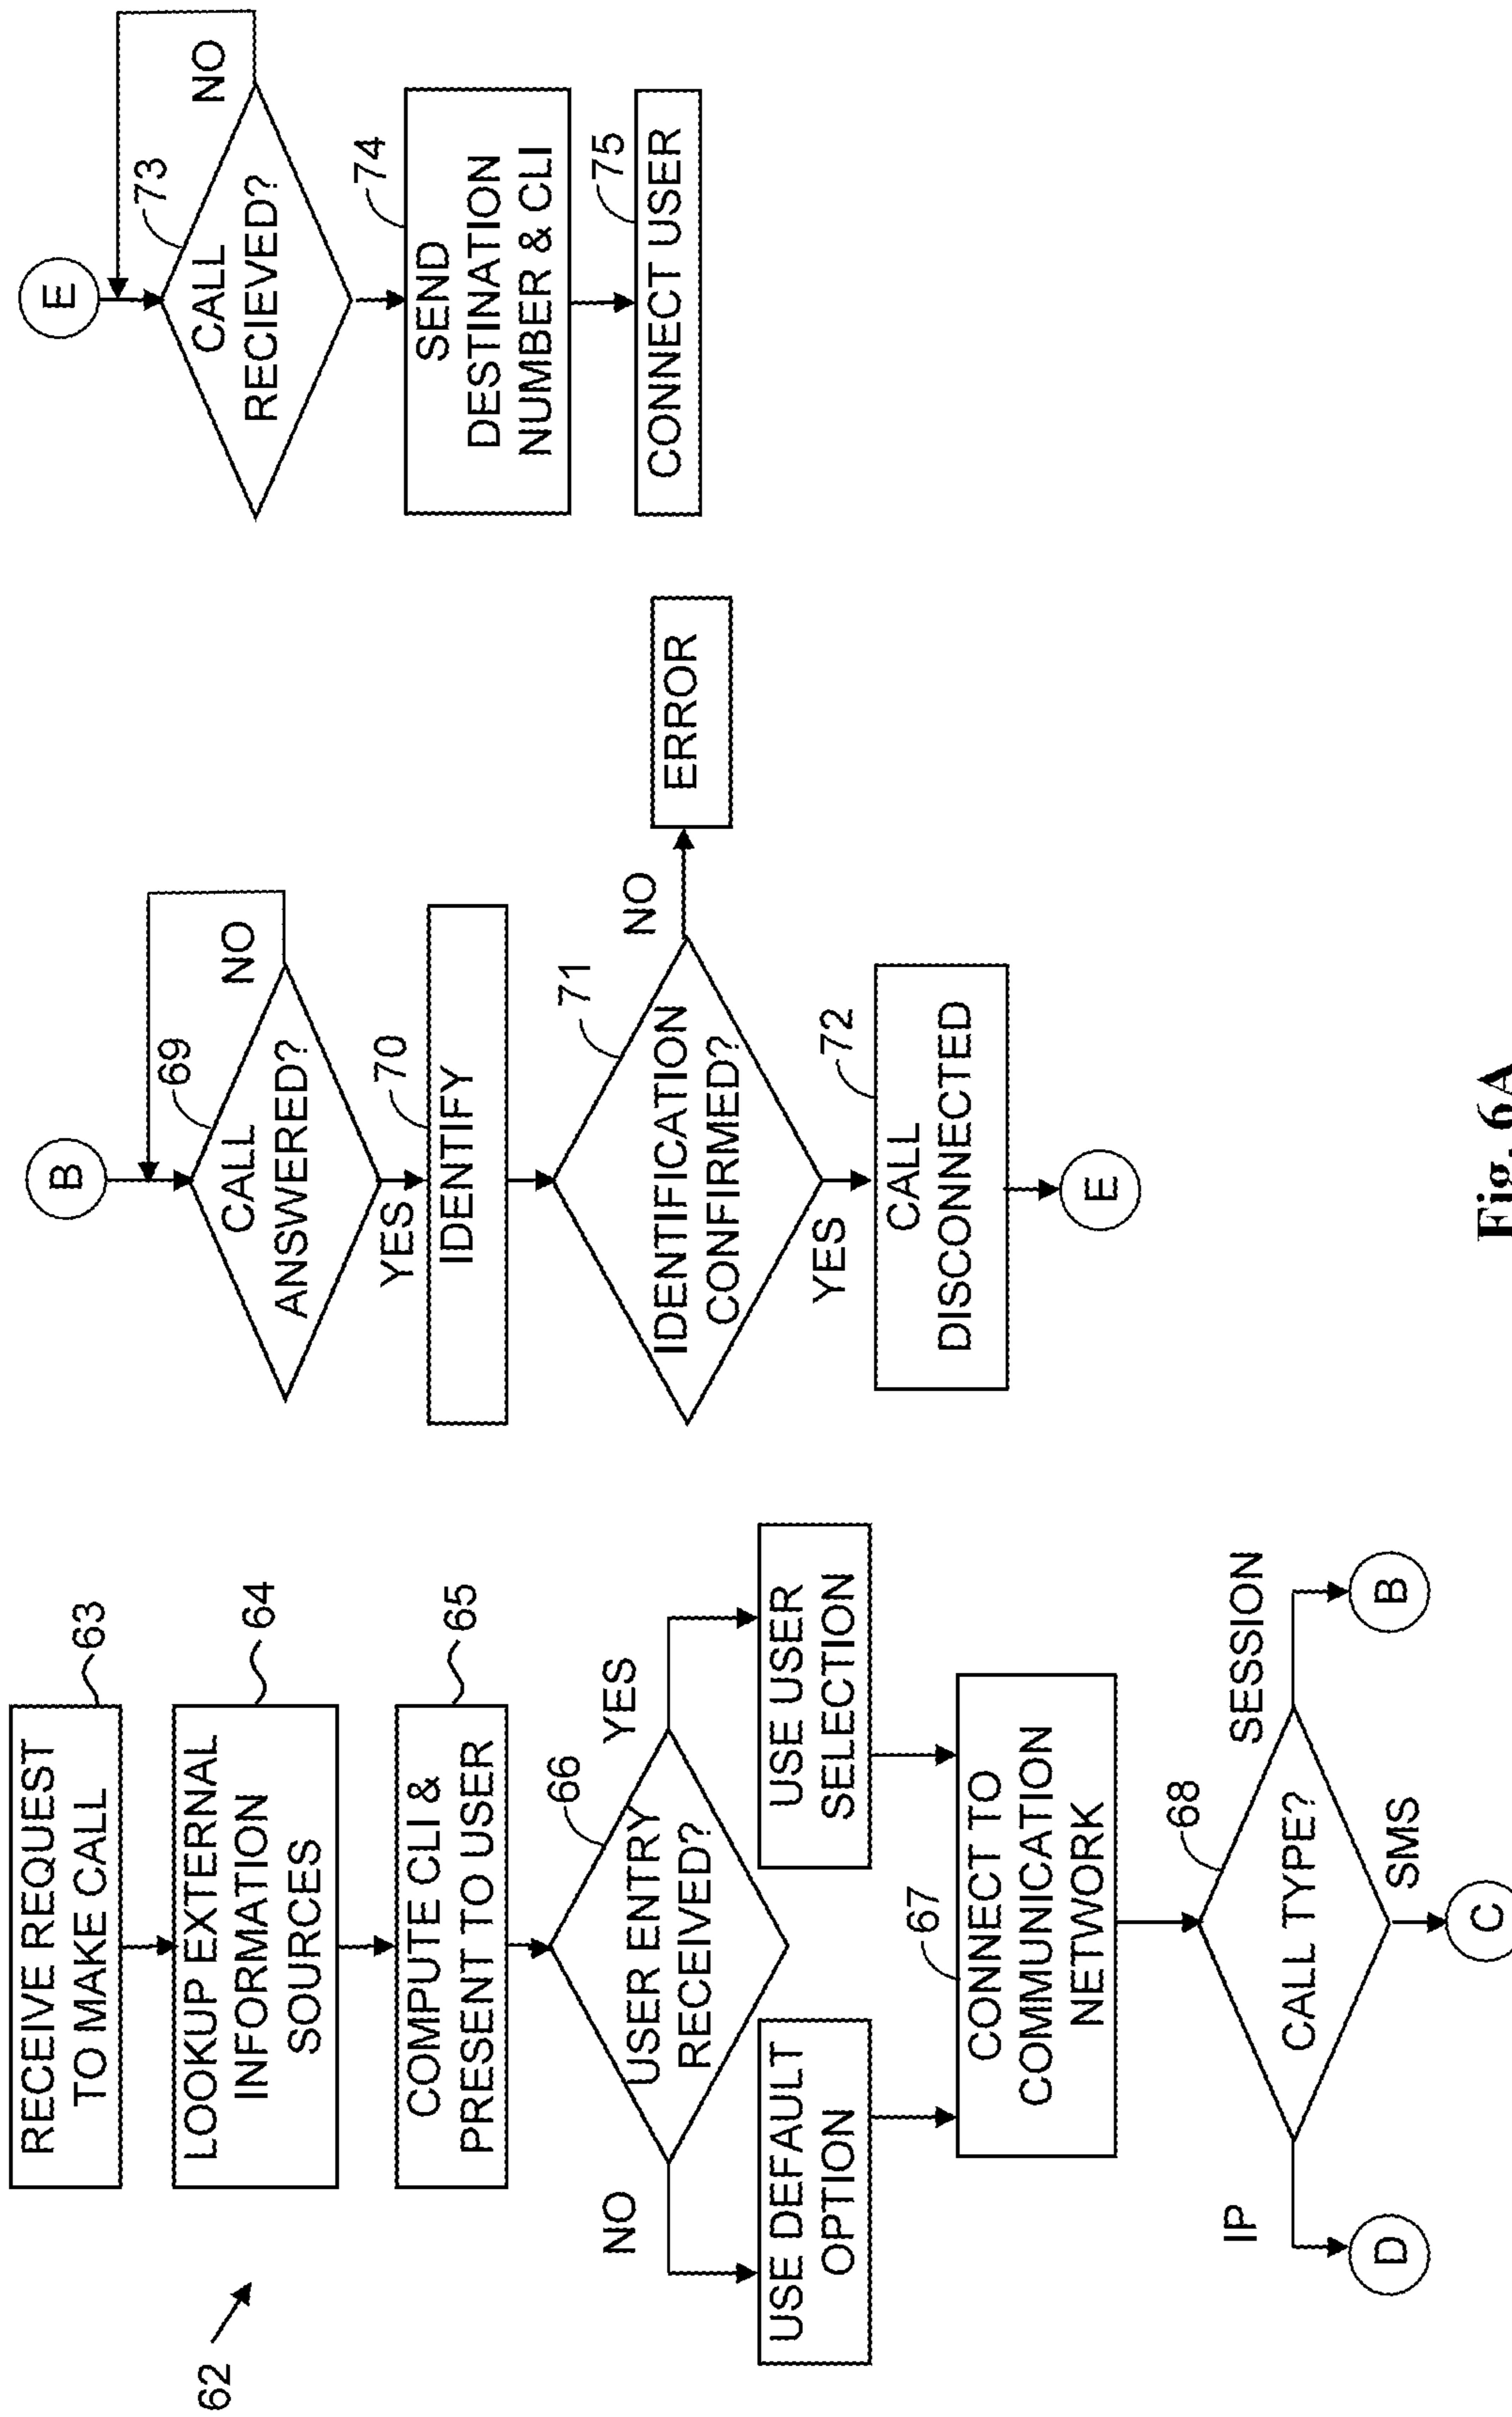 62
RECEIVE REQUEST
TO MAKE CALL
63
LOOKUP EXTERNAL
INFORMATION
SOURCES
64
COMPUTE CLI &
PRESENT TO USER
65
USER ENTRY
RECEIVED?
66
NO
YES
USE DEFAULT
OPTION
USE USER
SELECTION
CONNECT TO
COMMUNICATION
NETWORK
67
CALL TYPE?
68
IP
SMS
SESSION
D
C
B
B
CALL
ANSWERED?
69
NO
YES
IDENTIFY
70
IDENTIFICATION
CONFIRMED?
71
NO
ERROR
YES
CALL
DISCONNECTED
72
E
E
CALL
RECIEVED?
73
NO
SEND
DESTINATION
NUMBER & CLI
74
CONNECT USER
75
Fig. 6A